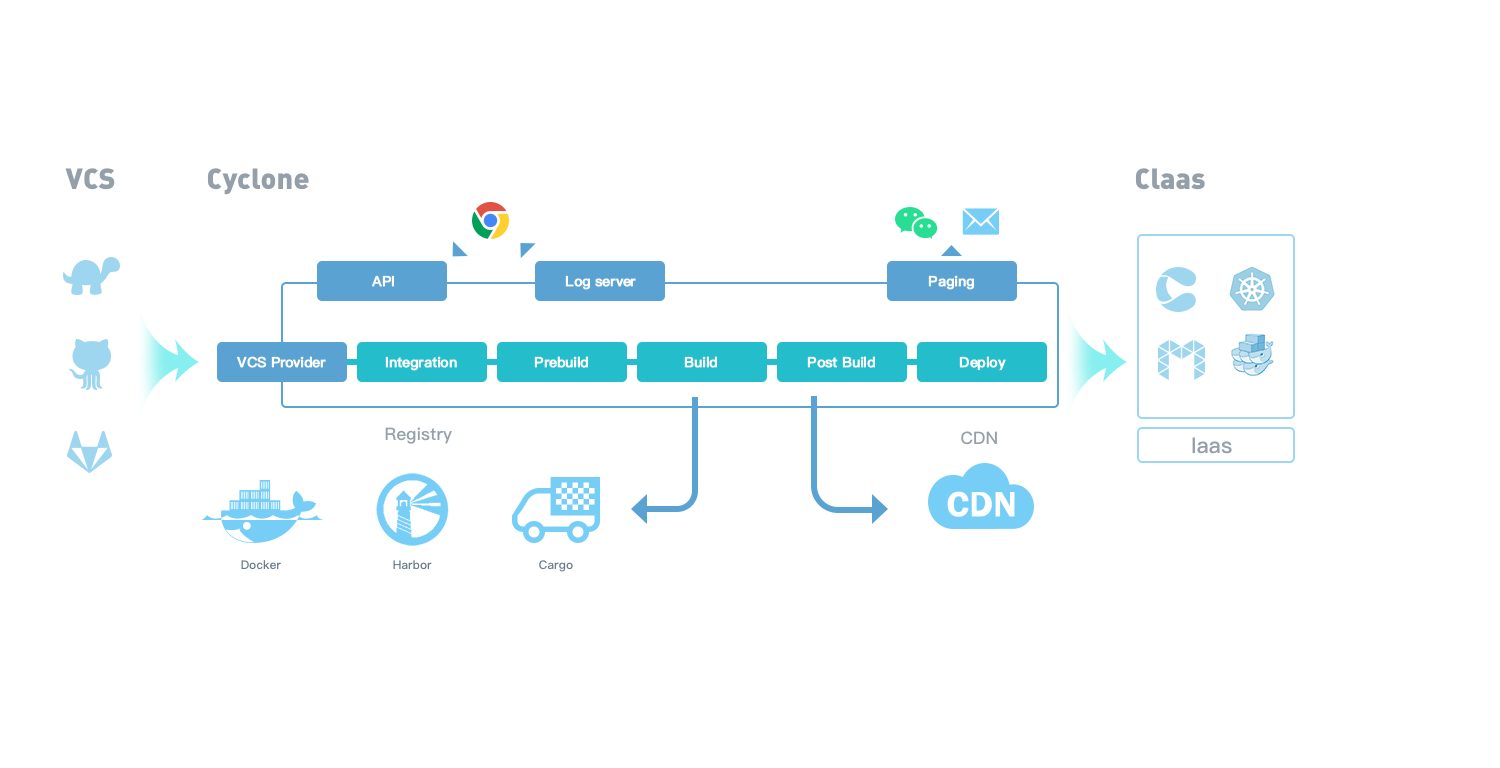 VCS
Cyclone
Claas
API
Log server
Paging
VCS Provider
Integration
Prebuild
Build
Post Build
Deploy
Registry
CDN
Iaas
CDN
Docker
Harbor
Cargo